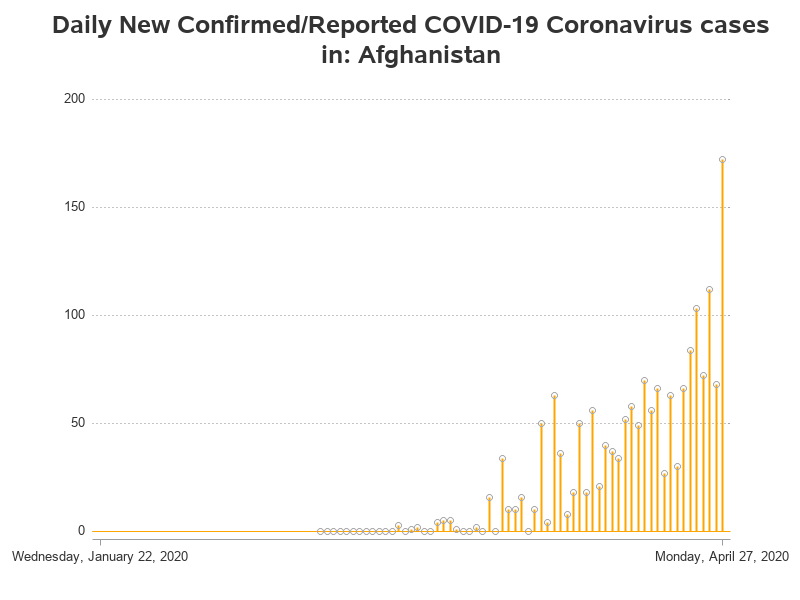 Daily New Confirmed/Reported COVID-19 Coronavirus cases
in: Afghanistan
200
150
100
50
0
Wednesday, January 22, 2020
Monday, April 27, 2020